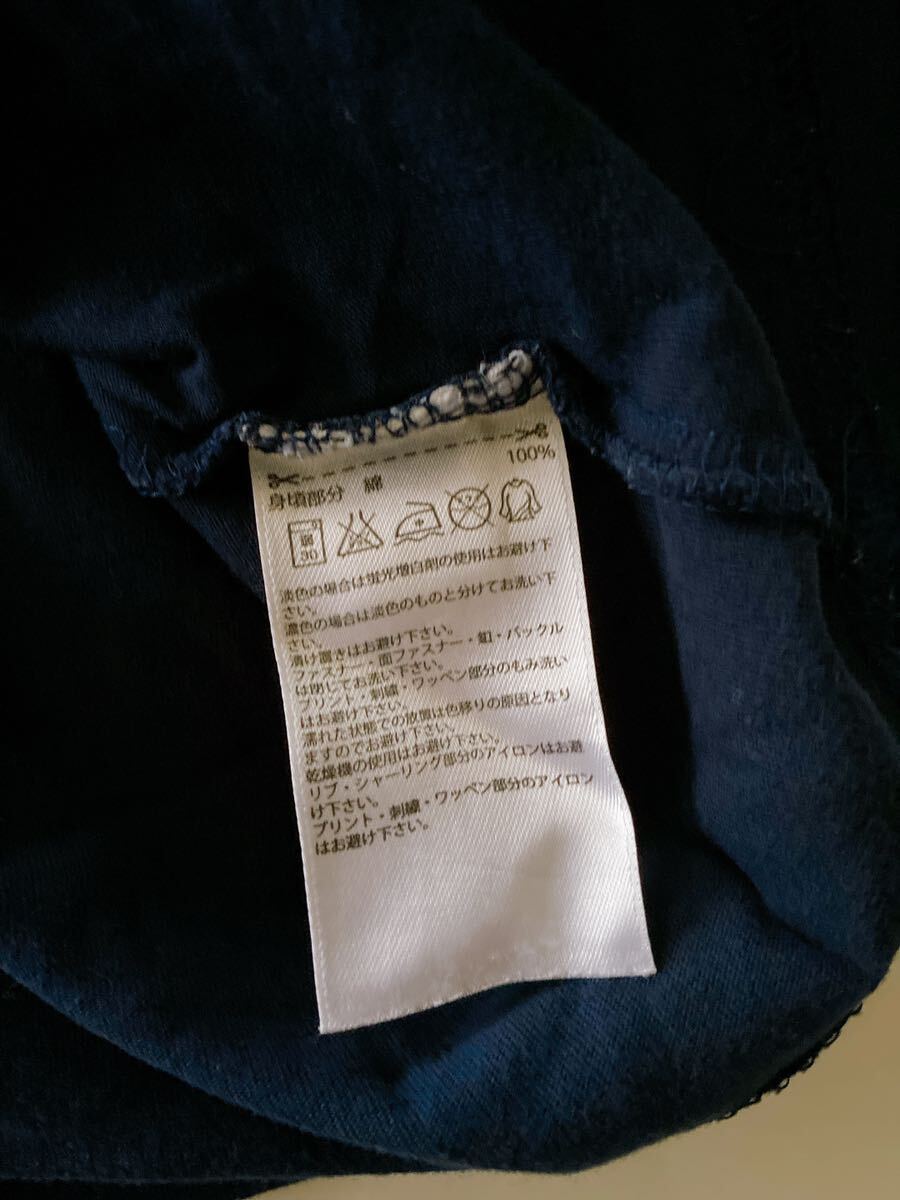 身頃部分 綿 100%
弱
30
淡色の場合は蛍光増白剤の使用はお避け下
さい。
濃色の場合は淡色のものと分けてお洗い下
さい。
漬け置きはお避け下さい。
ファスナー・面ファスナー・釦・バックル
は閉じてお洗い下さい。
プリント・刺繍・ワッペン部分のもみ洗い
はお避け下さい。
濡れた状態での放置は色移りの原因となり
ますのでお避け下さい。
乾燥機の使用はお避け下さい。
リブ・シャーリング部分のアイロンはお避
け下さい。
プリント・刺繍・ワッペン部分のアイロン
はお避け下さい。